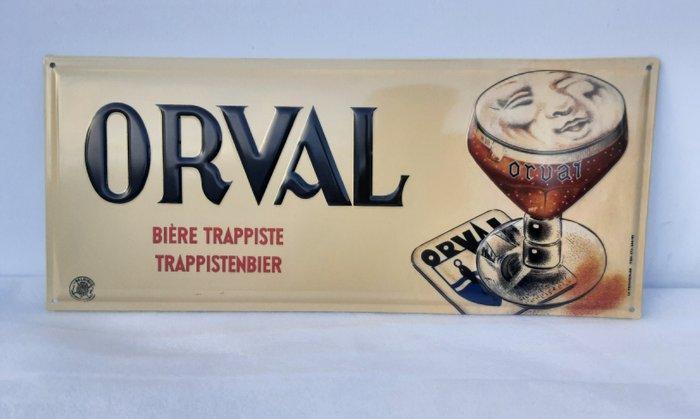 ORVAL
BIÈRE TRAPPISTE
TRAPPISTENBIER
orval
ORVAL